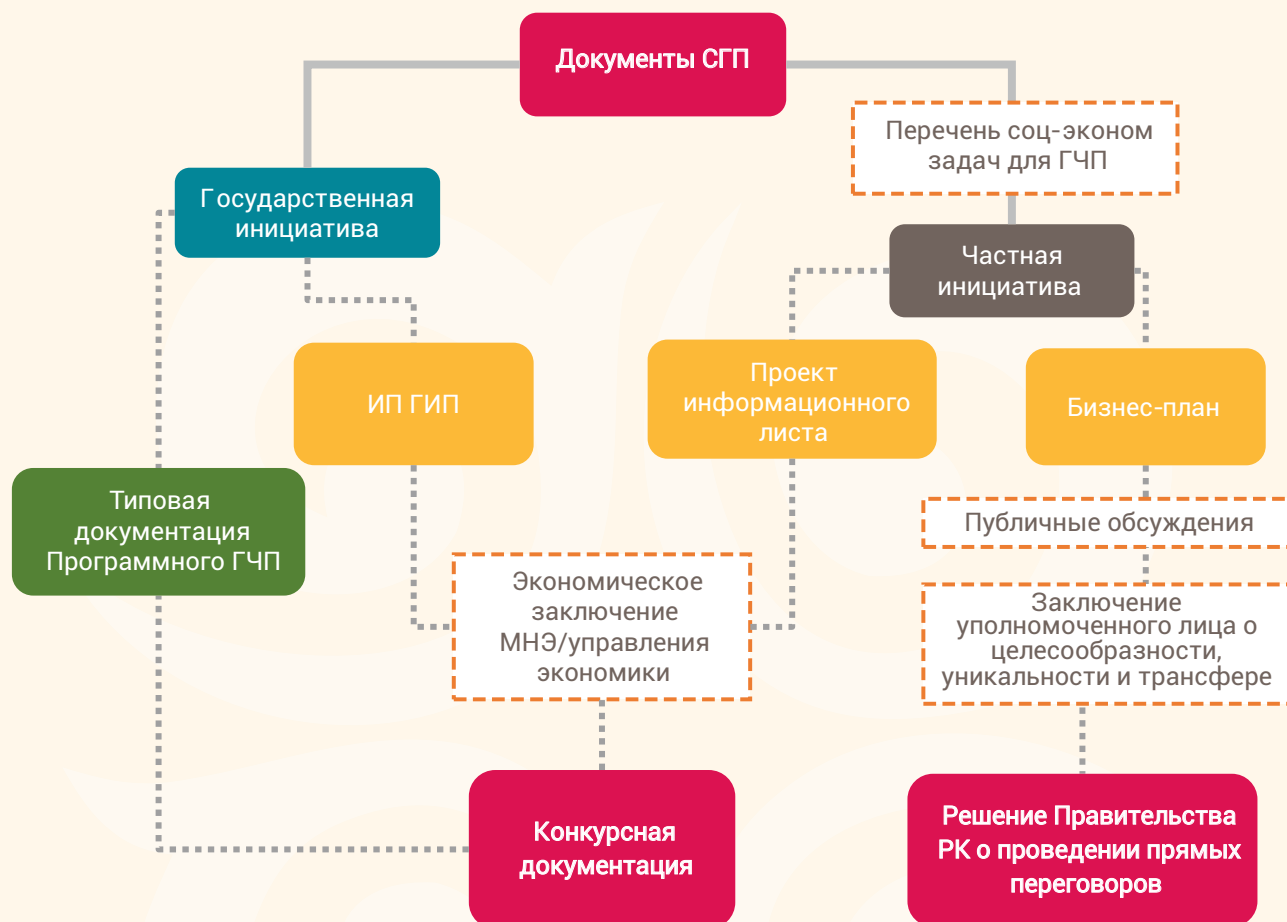 Документы СГП
Перечень соц-эконом
задач для ГЧП
Государственная
инициатива
Частная
инициатива
ИП ГИП
Проект
информационного
листа
Бизнес-план
Типовая
документация
Программного ГЧП
Публичные обсуждения
Экономическое
заключение
МНЭ/управления
экономики
Заключение
уполномоченного лица о
целесообразности,
уникальности и трансфере
Конкурсная
документация
Решение Правительства
РК о проведении прямых
переговоров